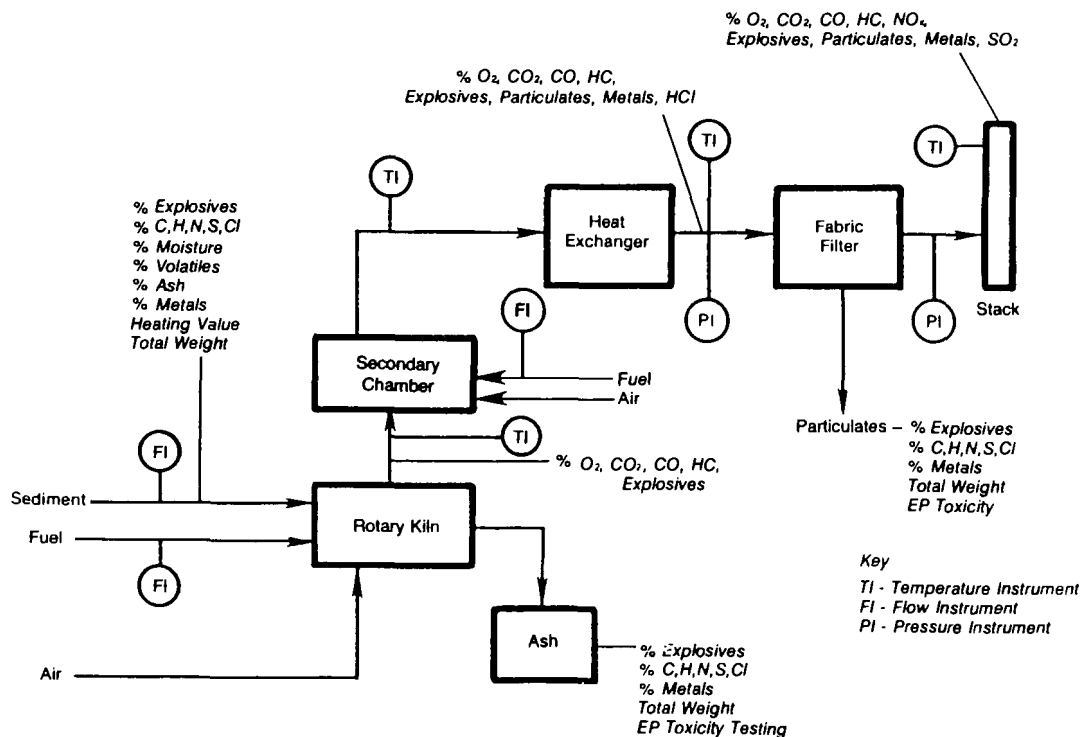 % O₂, CO₂, CO, HC, NOₓ,
Explosives, Particulates, Metals, SO₂
% O₂, CO₂, CO, HC,
Explosives, Particulates, Metals, HCl
TI
TI
TI
% Explosives
% C,H,N,S,Cl
% Moisture
% Volatiles
% Ash
% Metals
Heating Value
Total Weight
Heat
Exchanger
Fabric
Filter
Stack
FI
PI
PI
Secondary
Chamber
Fuel
Air
TI
% O₂, CO₂, CO, HC,
Explosives
Particulates – % Explosives
% C,H,N,S,Cl
% Metals
Total Weight
EP Toxicity
FI
Sediment
Fuel
Rotary Kiln
FI
Air
Ash
% Explosives
% C,H,N,S,Cl
% Metals
Total Weight
EP Toxicity Testing
Key
TI - Temperature Instrument
FI - Flow Instrument
PI - Pressure Instrument